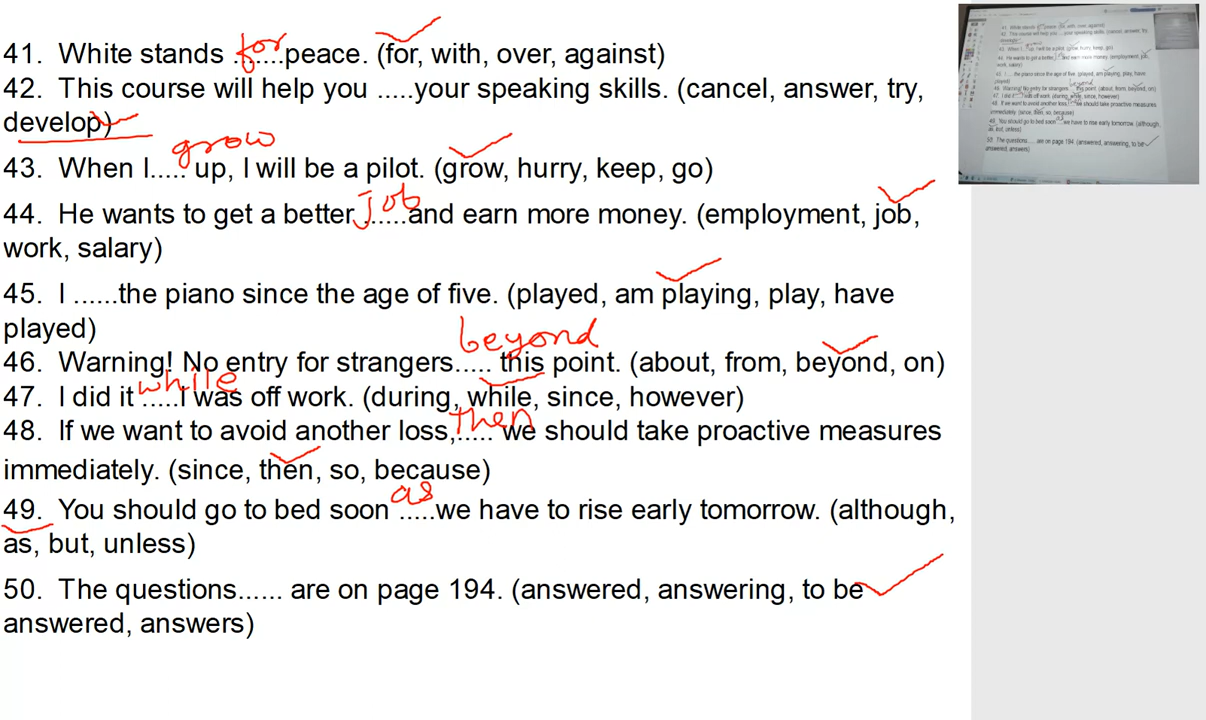 41. White stands .for....peace. (for, with, over, against)
42. This course will help you .....your speaking skills. (cancel, answer, try,
develop)
grow
43. When I..... up, I will be a pilot. (grow, hurry, keep, go)
44. He wants to get a better job......and earn more money. (employment, job,
work, salary)
45. I ......the piano since the age of five. (played, am playing, play, have
played)
beyond
46. Warning! No entry for strangers..... this point. (about, from, beyond, on)
47. I did it while .....I was off work. (during, while, since, however)
48. If we want to avoid another loss, then..... we should take proactive measures
immediately. (since, then, so, because)
49. You should go to bed soon as .....we have to rise early tomorrow. (although,
as, but, unless)
50. The questions...... are on page 194. (answered, answering, to be
answered, answers)